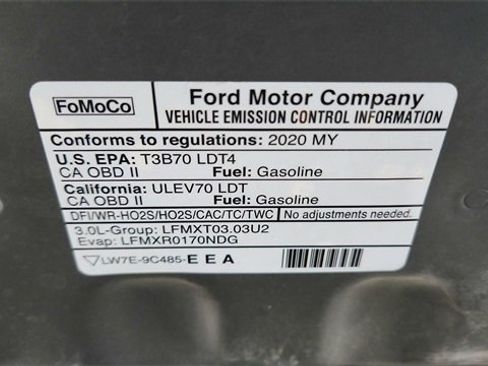 FoMoCo
Ford Motor Company
VEHICLE EMISSION CONTROL INFORMATION
Conforms to regulations: 2020 MY
U.S. EPA: T3B70 LDT4
CA OBD II Fuel: Gasoline
California: ULEV70 LDT
CA OBD II Fuel: Gasoline
DFI/WR-HO2S/HO2S/CAC/TC/TWC No adjustments needed.
3.0L-Group: LFMXT03.03U2
Evap: LFMXR0170NDG
LW7E-9C485-EEA